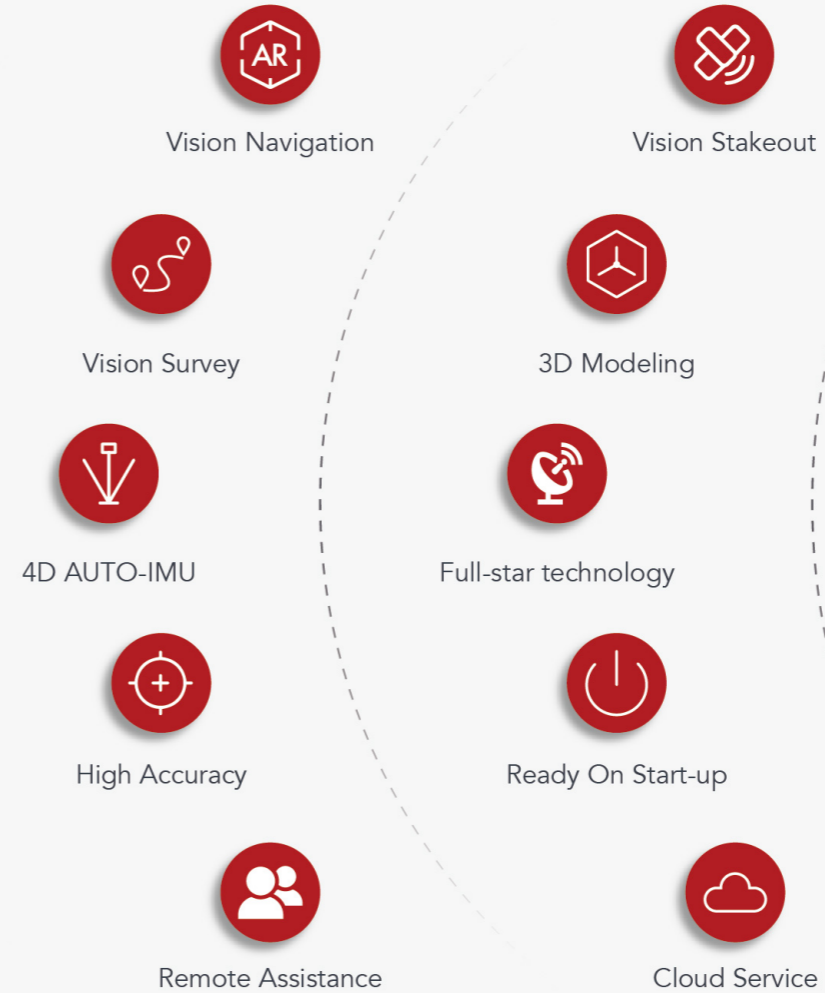 AR
Vision Navigation
Vision Stakeout
Vision Survey
3D Modeling
4D AUTO-IMU
Full-star technology
High Accuracy
Ready On Start-up
Remote Assistance
Cloud Service